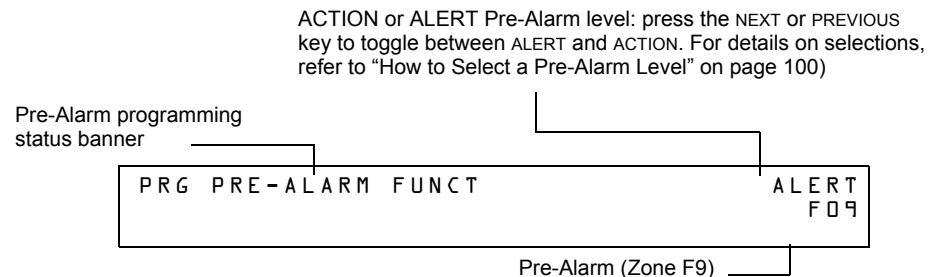 ACTION or ALERT Pre-Alarm level: press the NEXT or PREVIOUS
key to toggle between ALERT and ACTION. For details on selections,
refer to “How to Select a Pre-Alarm Level” on page 100)
Pre-Alarm programming
status banner
PRG PRE-ALARM FUNCT ALERT
F09
Pre-Alarm (Zone F9)